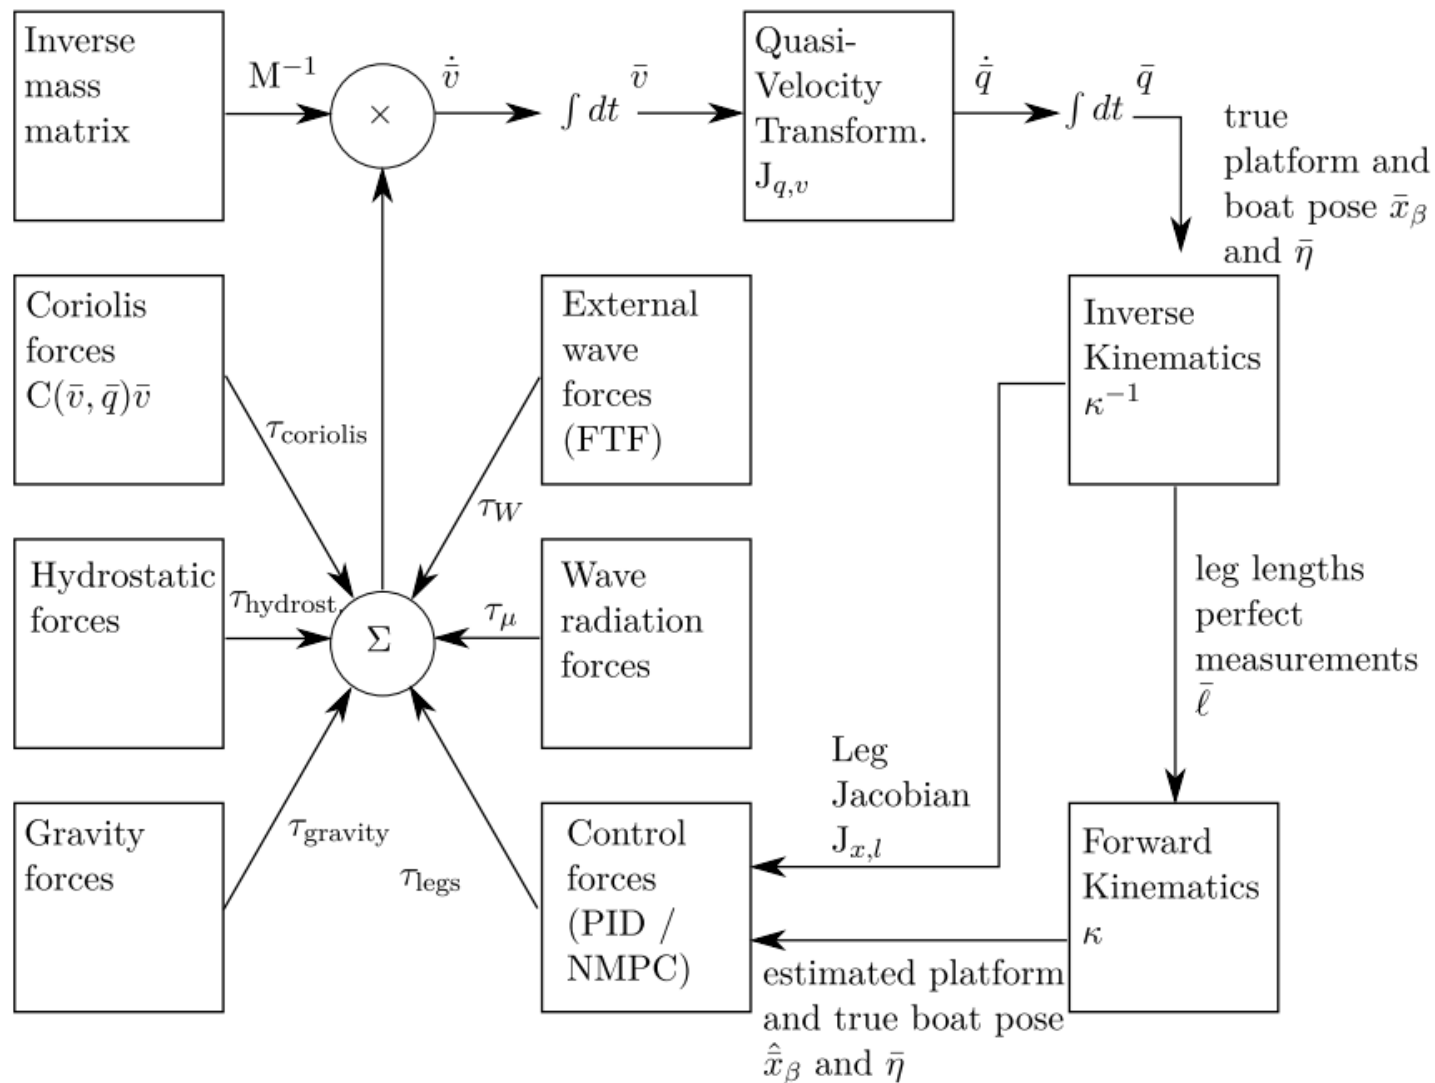 Inverse
mass
matrix
M⁻¹
×
v̄̇
∫ dt
v̄
Quasi-
Velocity
Transform.
J_{q,v}
q̄̇
∫ dt
q̄
true
platform and
boat pose x̄_β
and η̄
Coriolis
forces
C(v̄, q̄)v̄
τ_coriolis
External
wave
forces
(FTF)
τ_W
Inverse
Kinematics
κ⁻¹
Hydrostatic
forces
τ_hydrost.
Σ
τ_μ
Wave
radiation
forces
leg lengths
perfect
measurements
ℓ̄
Gravity
forces
τ_gravity
τ_legs
Control
forces
(PID /
NMPC)
Leg
Jacobian
J_{x,l}
Forward
Kinematics
κ
estimated platform
and true boat pose
x̄̂_β and η̄